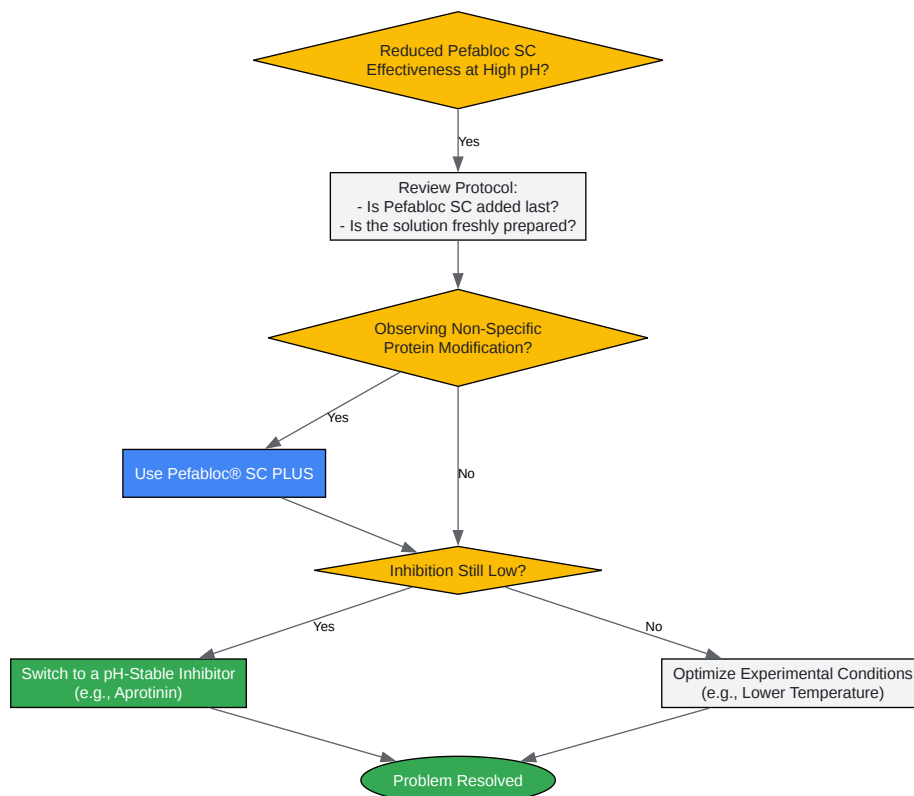 Reduced Pefabloc SC
Effectiveness at High pH?
Yes
Review Protocol:
- Is Pefabloc SC added last?
- Is the solution freshly prepared?
Observing Non-Specific
Protein Modification?
Yes
No
Use Pefabloc® SC PLUS
Inhibition Still Low?
Yes
No
Switch to a pH-Stable Inhibitor
(e.g., Aprotinin)
Optimize Experimental Conditions
(e.g., Lower Temperature)
Problem Resolved